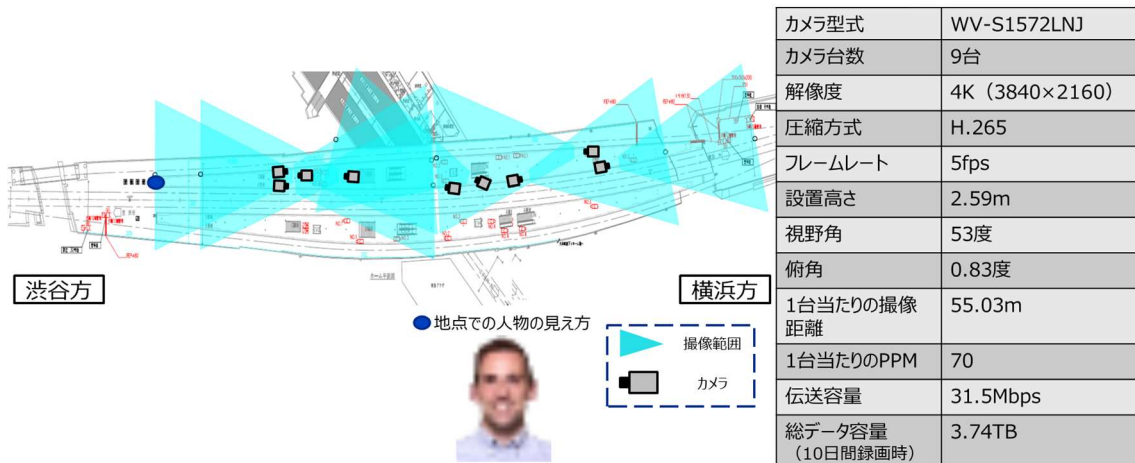 カメラ型式 WV-S1572LNJ
カメラ台数 9台
解像度 4K（3840×2160）
圧縮方式 H.265
フレームレート 5fps
設置高さ 2.59m
視野角 53度
俯角 0.83度
1台当たりの撮像
距離 55.03m
1台当たりのPPM 70
伝送容量 31.5Mbps
総データ容量
（10日間録画時） 3.74TB
渋谷方
横浜方
地点での人物の見え方
撮像範囲
カメラ